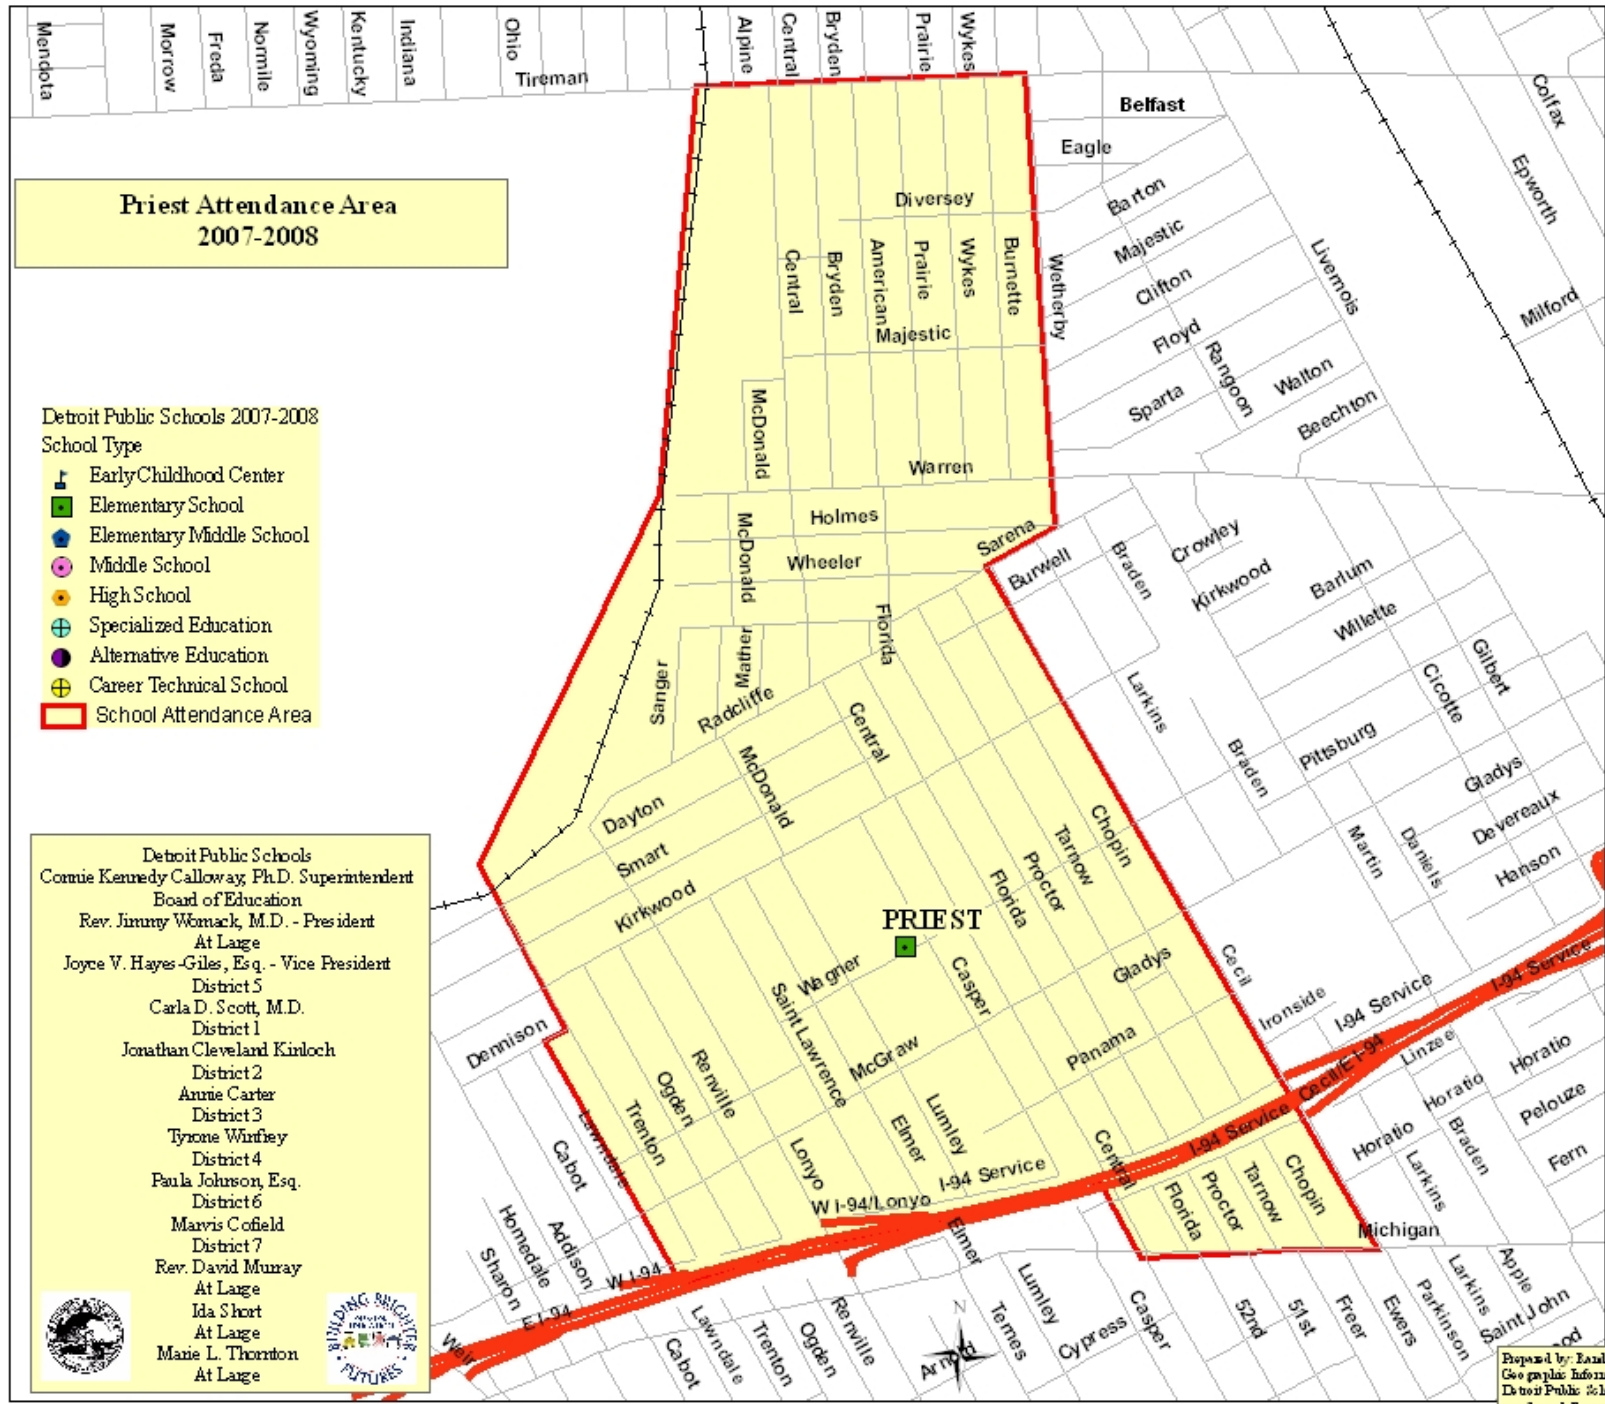 Mendota
Morrow
Freda
Normile
Wyoming
Kentucky
Indiana
Ohio
Tireman
Alpine
Central
Bryden
Prairie
Wykes
Belfast
Eagle
Colfax
Epworth
Milford
Livernois
Priest Attendance Area
2007-2008
Diversey
Central
Bryden
American
Prairie
Wykes
Burnette
Wetherby
Majestic
Barton
Majestic
Clifton
Floyd
Rangoon
Sparta
Walton
Beechton
McDonald
Warren
Holmes
McDonald
Wheeler
Sarena
Burwell
Braden
Crowley
Kirkwood
Barlum
Willette
Gilbert
Cicotte
Pittsburg
Gladys
Devereaux
Hanson
Daniels
Martin
Larkins
Braden
Detroit Public Schools 2007-2008
School Type
Early Childhood Center
Elementary School
Elementary Middle School
Middle School
High School
Specialized Education
Alternative Education
Career Technical School
School Attendance Area
Florida
Mather
Sanger
Radcliffe
Central
McDonald
Dayton
Smart
Kirkwood
Chopin
Tarnow
Proctor
Florida
PRIEST
Wagner
Casper
Gladys
Cecil
Saint Lawrence
McGraw
Panama
Dennison
Renville
Ogden
Trenton
Lawndale
Cabot
Lonyo
Elmer
Lumley
Central
I-94 Service
W I-94/Lonyo
I-94 Service
Cecil/E I-94
I-94 Service
I-94 Service
Ironside
Linzee
Horatio
Horatio
Horatio
Pelouze
Fern
Braden
Larkins
Florida
Proctor
Tarnow
Chopin
Michigan
Homedale
Addison
Sharon
W I-94
E I-94
Weir
Cabot
Lawndale
Trenton
Ogden
Renville
Elmer
Lumley
Ternes
Arnold
N
Cypress
Casper
52nd
51st
Freer
Ewers
Parkinson
Larkins
Apple
Saint John
Detroit Public Schools
Connie Kennedy Calloway, Ph.D. Superintendent
Board of Education
Rev. Jimmy Womack, M.D. - President
At Large
Joyce V. Hayes-Giles, Esq. - Vice President
District 5
Carla D. Scott, M.D.
District 1
Jonathan Cleveland Kinloch
District 2
Annie Carter
District 3
Tyrone Winfrey
District 4
Paula Johnson, Esq.
District 6
Marvis Cofield
District 7
Rev. David Murray
At Large
Ida Short
At Large
Marie L. Thornton
At Large
BUILDING BRIGHTER
FUTURES
Prepared by:
Geographic
Detroit Public